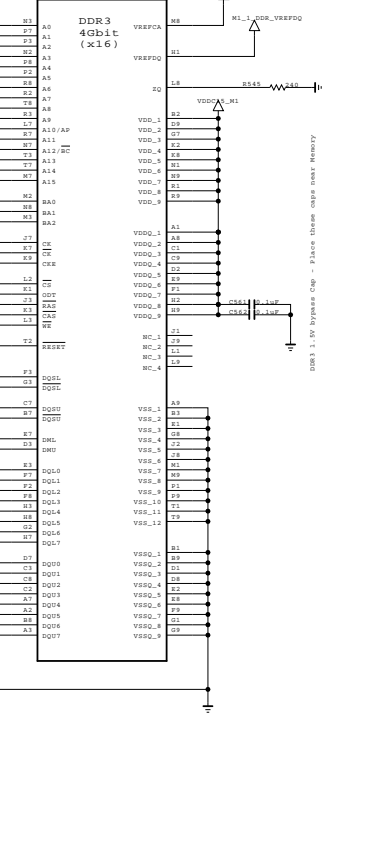 DDR3
4Gbit
(x16)
N3 A0
P7 A1
P3 A2
N2 A3
P8 A4
P2 A5
R8 A6
R2 A7
T8 A8
R3 A9
L7 A10/AP
R7 A11
N7 A12/BC
T3 A13
T7 A14
M7 A15
M2 BA0
N8 BA1
M3 BA2
J7 CK
K7 CK
K9 CKE
L2 CS
K1 ODT
J3 RAS
K3 CAS
L3 WE
T2 RESET
F3 DQSL
G3 DQSL
C7 DQSU
B7 DQSU
E7 DML
D3 DMU
E3 DQL0
F7 DQL1
F2 DQL2
F8 DQL3
H3 DQL4
H8 DQL5
G2 DQL6
H7 DQL7
D7 DQU0
C3 DQU1
C8 DQU2
C2 DQU3
A7 DQU4
A2 DQU5
B8 DQU6
A3 DQU7
VREFCA M8
M1_1_DDR_VREFDQ
VREFDQ H1
ZQ L8 R545 240
VDDC15_M1
VDD_1 B2
VDD_2 D9
VDD_3 G7
VDD_4 K2
VDD_5 K8
VDD_6 N1
VDD_7 N9
VDD_8 R1
VDD_9 R9
VDDQ_1 A1
VDDQ_2 A8
VDDQ_3 C1
VDDQ_4 C9
VDDQ_5 D2
VDDQ_6 E9
VDDQ_7 F1
VDDQ_8 H2 C561 0.1uF
VDDQ_9 H9 C562 0.1uF
NC_1 J1
NC_2 J9
NC_3 L1
NC_4 L9
VSS_1 A9
VSS_2 B3
VSS_3 E1
VSS_4 G8
VSS_5 J2
VSS_6 J8
VSS_7 M1
VSS_8 M9
VSS_9 P1
VSS_10 P9
VSS_11 T1
VSS_12 T9
VSSQ_1 B1
VSSQ_2 B9
VSSQ_3 D1
VSSQ_4 D8
VSSQ_5 E2
VSSQ_6 E8
VSSQ_7 F9
VSSQ_8 G1
VSSQ_9 G9
DDR3 1.5V bypass Cap - Place these caps near Memory